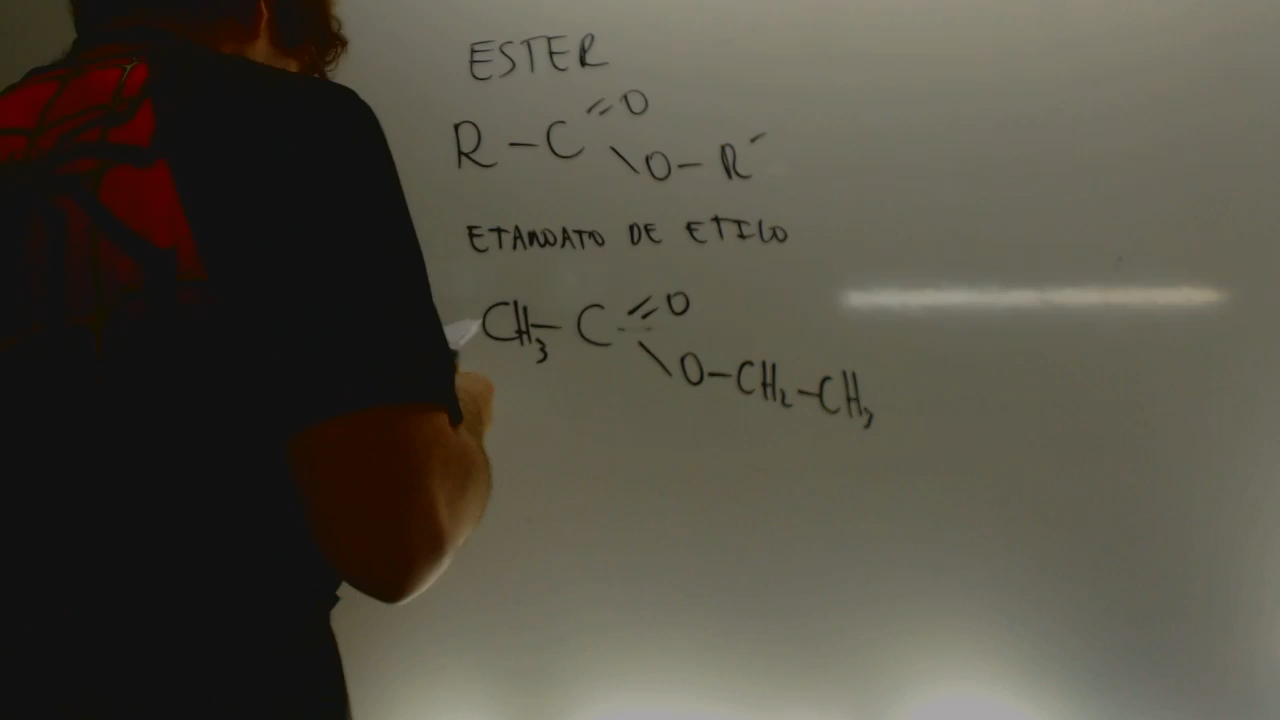 ESTER
R-C=O
\O-R´
ETANOATO DE ETILO
CH3-C=O
\O-CH2-CH3